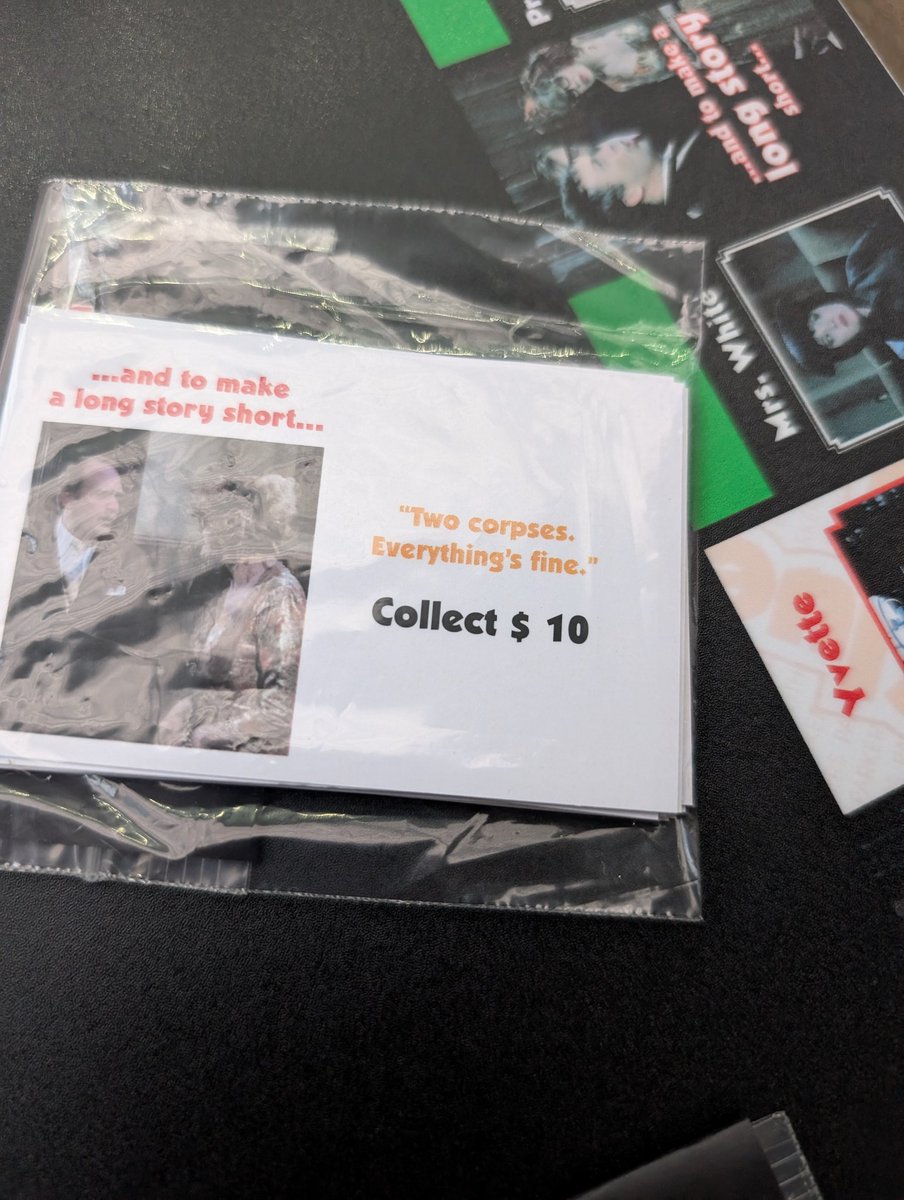 ...and to make
a long story short...
"Two corpses.
Everything's fine."
Collect $ 10
...and to make a
long story
short...
Mrs. White
Yvette